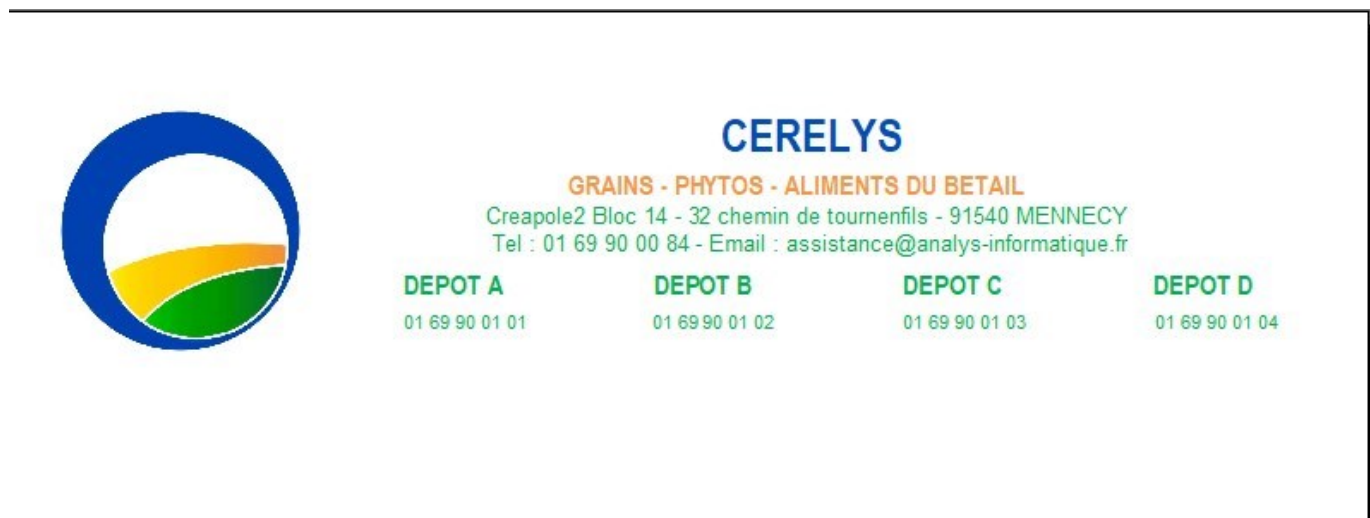 CERELYS
GRAINS - PHYTOS - ALIMENTS DU BETAIL
Creapole2 Bloc 14 - 32 chemin de tournenfils - 91540 MENNECY
Tel : 01 69 90 00 84 - Email : assistance@analys-informatique.fr
DEPOT A DEPOT B DEPOT C DEPOT D
01 69 90 01 01 01 69 90 01 02 01 69 90 01 03 01 69 90 01 04